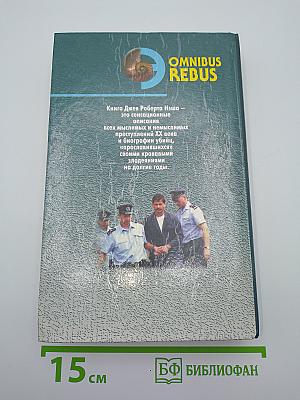 OMNIBUS
REBUS
Книга Джея Роберта Нэша —
это сенсационные
описания
всех мыслимых и немыслимых
преступлений XX века
и биографии убийц,
«прославившихся»
своими кровавыми
злодеяниями
на долгие годы.
15 см
БФ БИБЛИОФАН